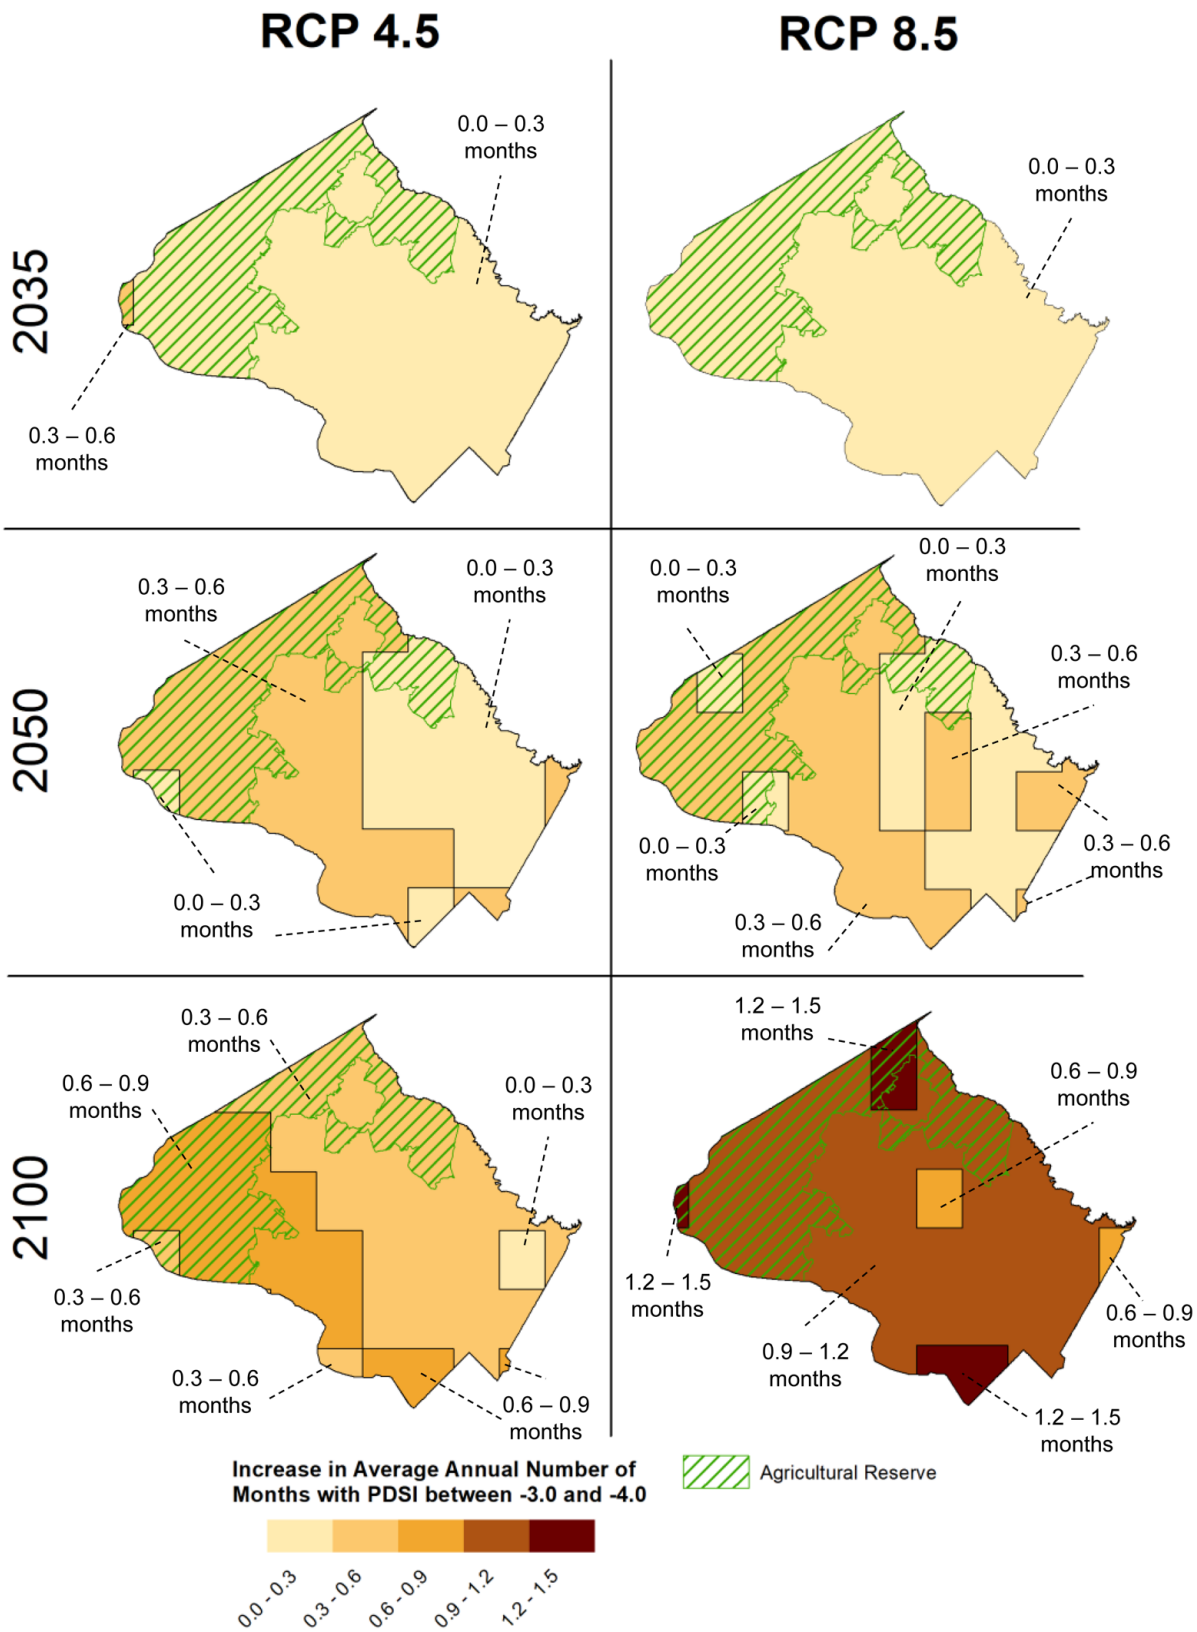 RCP 4.5
RCP 8.5
2035
0.0 – 0.3
months
0.3 – 0.6
months
0.0 – 0.3
months
2050
0.3 – 0.6
months
0.0 – 0.3
months
0.0 – 0.3
months
0.0 – 0.3
months
0.0 – 0.3
months
0.3 – 0.6
months
0.0 – 0.3
months
0.3 – 0.6
months
0.3 – 0.6
months
2100
0.3 – 0.6
months
0.6 – 0.9
months
0.0 – 0.3
months
0.3 – 0.6
months
0.3 – 0.6
months
0.6 – 0.9
months
1.2 – 1.5
months
0.6 – 0.9
months
1.2 – 1.5
months
0.6 – 0.9
months
0.9 – 1.2
months
1.2 – 1.5
months
Increase in Average Annual Number of
Months with PDSI between -3.0 and -4.0
0.0 - 0.3
0.3 - 0.6
0.6 - 0.9
0.9 - 1.2
1.2 - 1.5
Agricultural Reserve